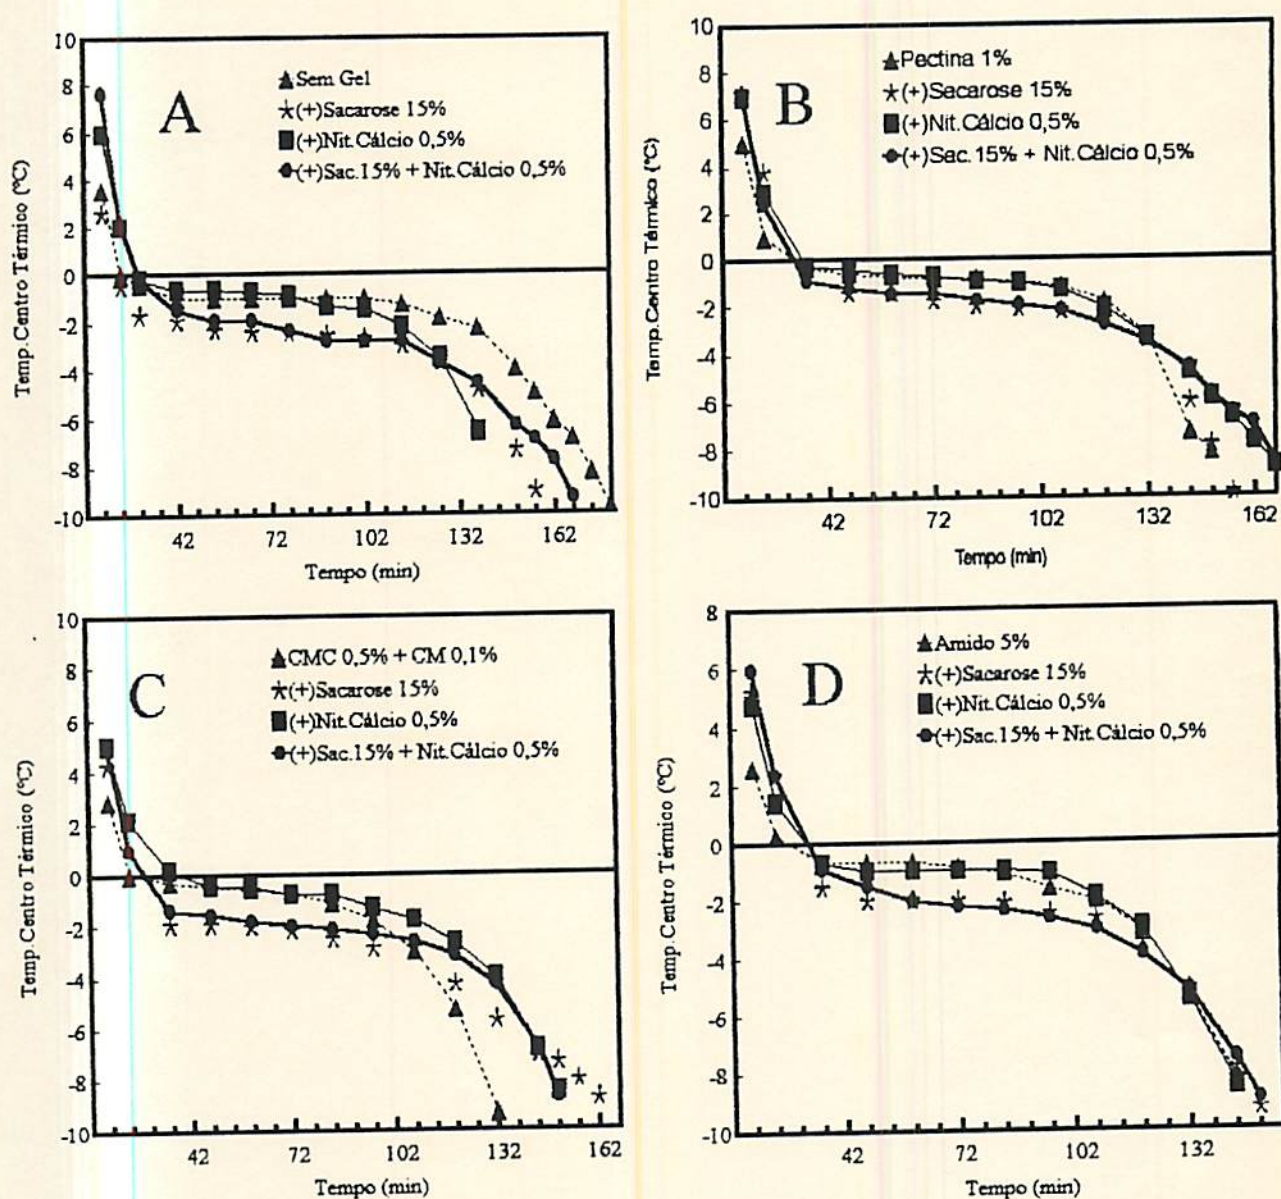 A
Temp.Centro Térmico (ºC)
10
8
6
4
2
0
-2
-4
-6
-8
-10
Sem Gel
(+)Sacarose 15%
(+)Nit.Cálcio 0,5%
(+)Sac.15% + Nit.Cálcio 0,5%
42 72 102 132 162
Tempo (min)
B
Temp.Centro Térmico (ºC)
10
8
6
4
2
0
-2
-4
-6
-8
-10
Pectina 1%
(+)Sacarose 15%
(+)Nit.Cálcio 0,5%
(+)Sac.15% + Nit.Cálcio 0,5%
42 72 102 132 162
Tempo (min)
C
Temp.Centro Térmico (ºC)
10
8
6
4
2
0
-2
-4
-6
-8
-10
CMC 0,5% + CM 0,1%
(+)Sacarose 15%
(+)Nit.Cálcio 0,5%
(+)Sac.15% + Nit.Cálcio 0,5%
42 72 102 132 162
Tempo (min)
D
Temp.Centro Térmico (ºC)
8
6
4
2
0
-2
-4
-6
-8
-10
Amido 5%
(+)Sacarose 15%
(+)Nit.Cálcio 0,5%
(+)Sac.15% + Nit.Cálcio 0,5%
42 72 102 132
Tempo (min)